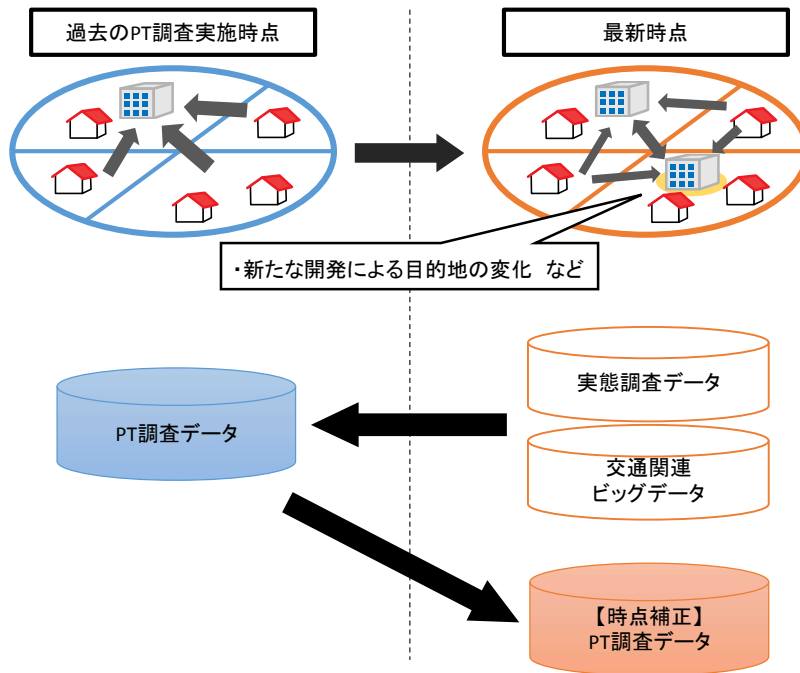 過去のPT調査実施時点
最新時点
・新たな開発による目的地の変化 など
実態調査データ
PT調査データ
交通関連
ビッグデータ
【時点補正】
PT調査データ